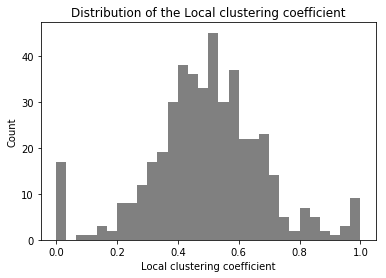 Distribution of the Local clustering coefficient
40
30
20
10
0
Count
0.0 0.2 0.4 0.6 0.8 1.0
Local clustering coefficient